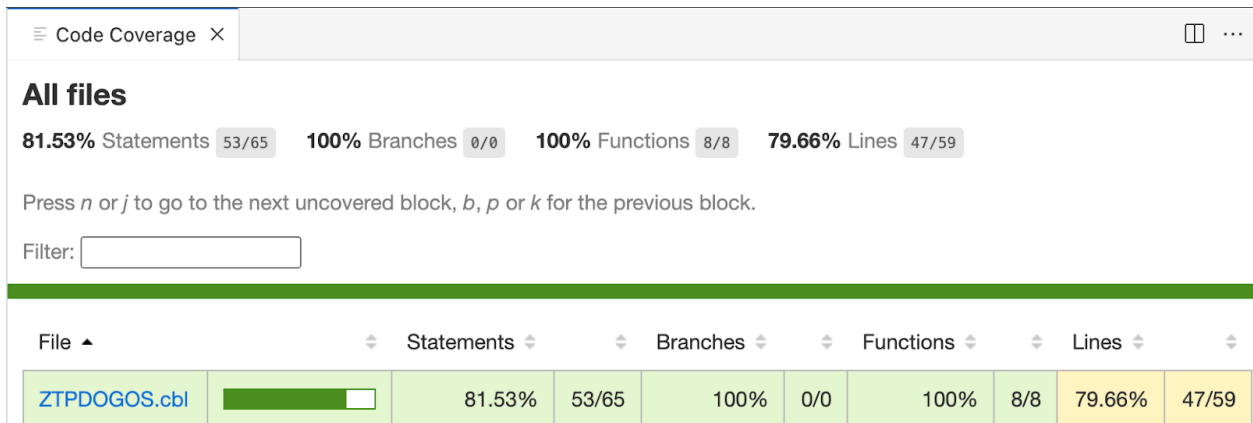 Code Coverage
All files
81.53% Statements 53/65 100% Branches 0/0 100% Functions 8/8 79.66% Lines 47/59
Press n or j to go to the next uncovered block, b, p or k for the previous block.
Filter:
File Statements Branches Functions Lines
ZTPDOGOS.cbl 81.53% 53/65 100% 0/0 100% 8/8 79.66% 47/59